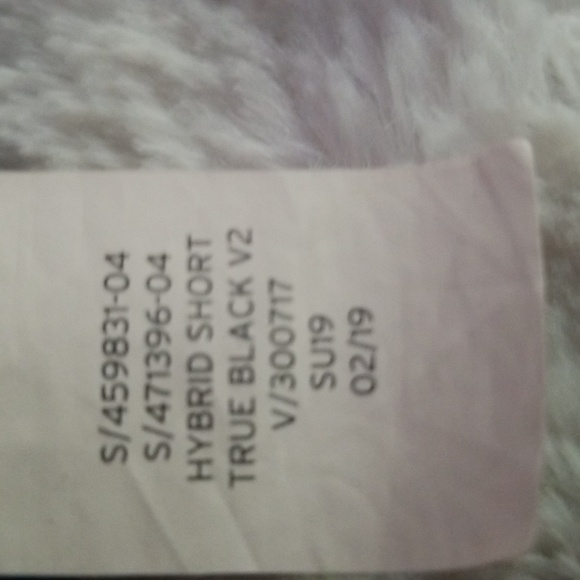 S/459831-04
S/471396-04
HYBRID SHORT
TRUE BLACK V2
V/300717
SU19
02/19